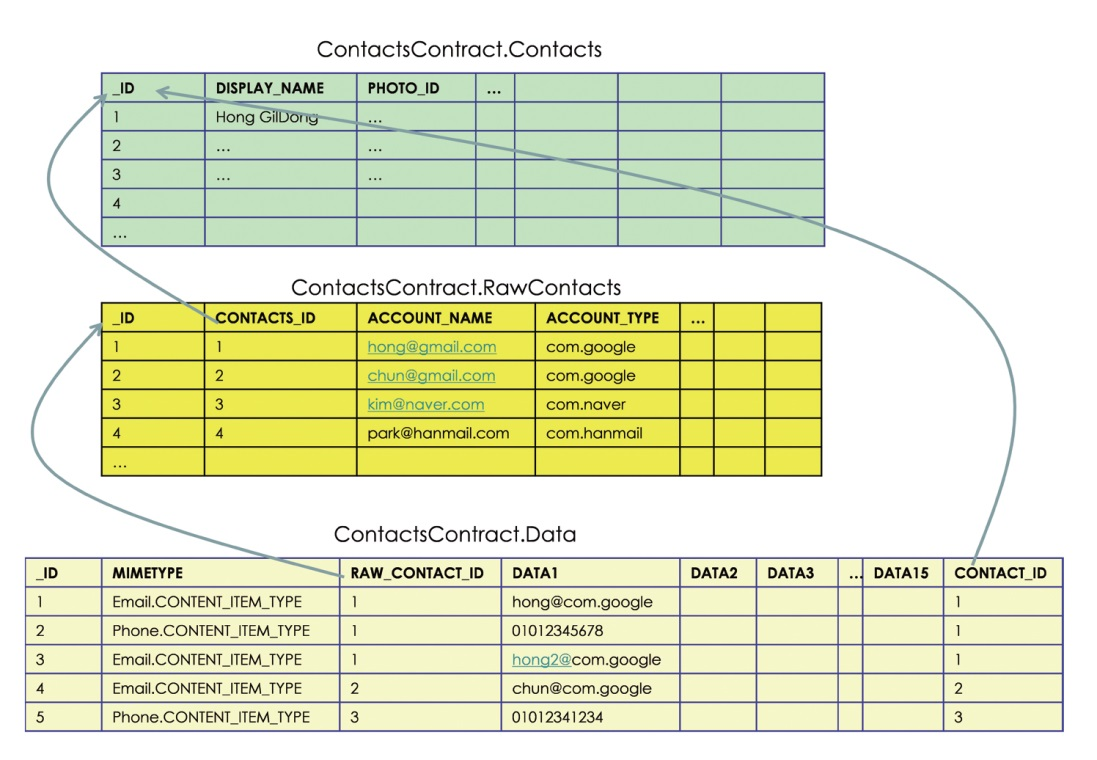 ContactsContract.Contacts
_ID DISPLAY_NAME PHOTO_ID ...
1 Hong GilDong ...
2 ... ...
3 ... ...
4
...
ContactsContract.RawContacts
_ID CONTACTS_ID ACCOUNT_NAME ACCOUNT_TYPE ...
1 1 hong@gmail.com com.google
2 2 chun@gmail.com com.google
3 3 kim@naver.com com.naver
4 4 park@hanmail.com com.hanmail
...
ContactsContract.Data
_ID MIMETYPE RAW_CONTACT_ID DATA1 DATA2 DATA3 ... DATA15 CONTACT_ID
1 Email.CONTENT_ITEM_TYPE 1 hong@com.google 1
2 Phone.CONTENT_ITEM_TYPE 1 01012345678 1
3 Email.CONTENT_ITEM_TYPE 1 hong2@com.google 1
4 Email.CONTENT_ITEM_TYPE 2 chun@com.google 2
5 Phone.CONTENT_ITEM_TYPE 3 01012341234 3